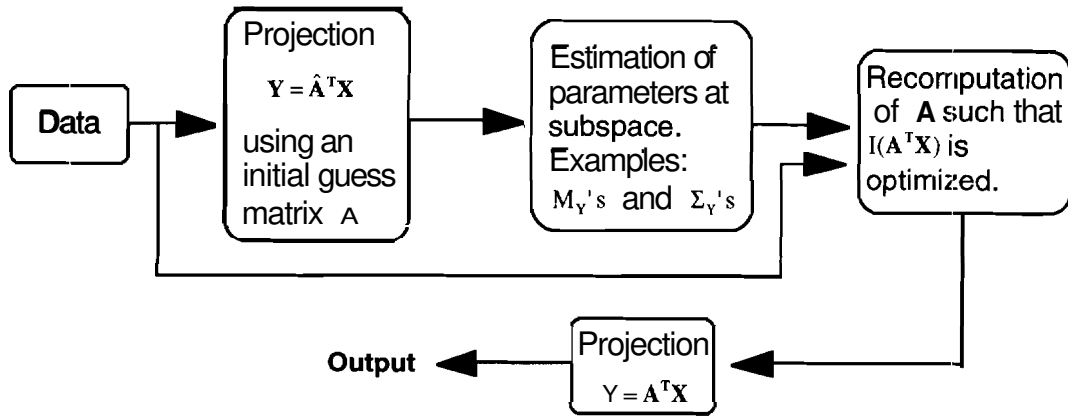 Data
Projection
Y = Â^T X
using an
initial guess
matrix A
Estimation of
parameters at
subspace.
Examples:
M_Y's and Σ_Y's
Recomputation
of A such that
I(A^T X) is
optimized.
Output
Projection
Y = A^T X